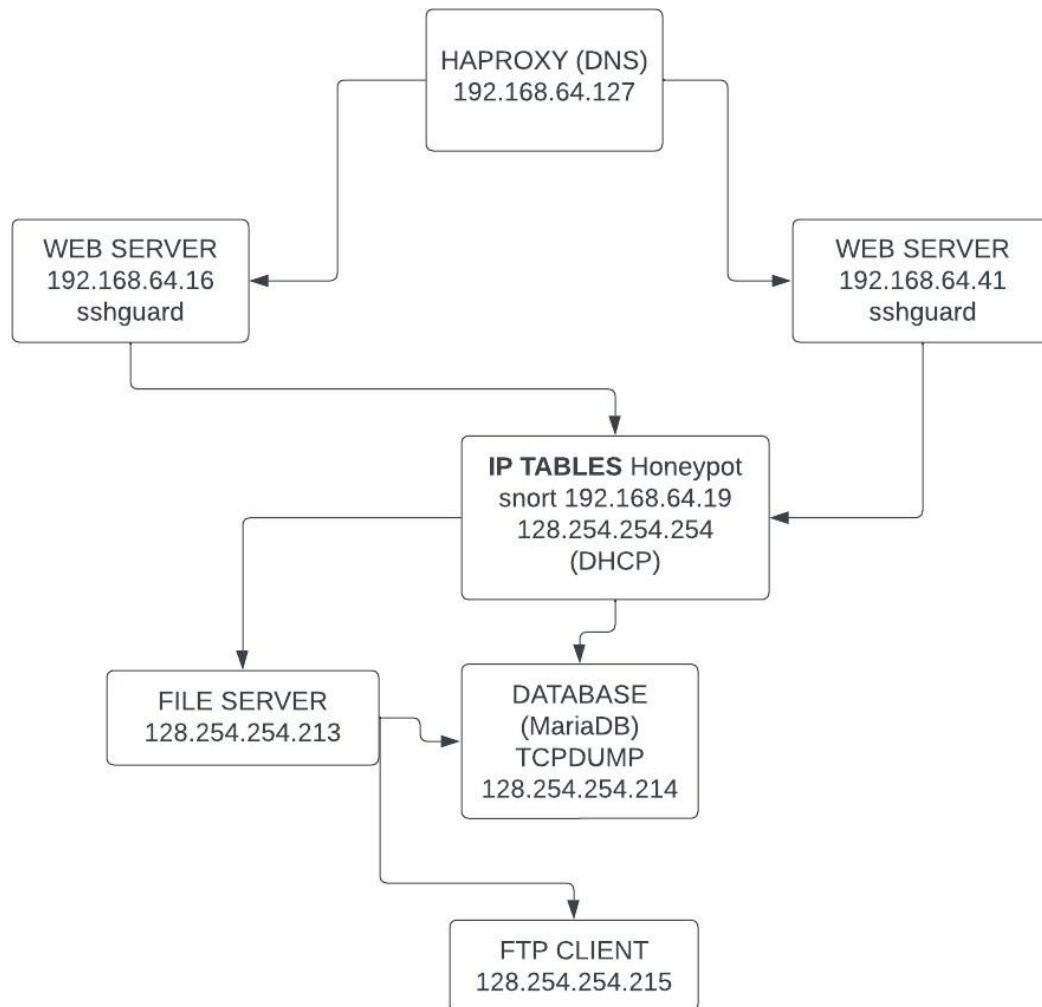 HAPROXY (DNS)
192.168.64.127
WEB SERVER
192.168.64.16
sshguard
WEB SERVER
192.168.64.41
sshguard
IP TABLES Honeypot
snort 192.168.64.19
128.254.254.254
(DHCP)
FILE SERVER
128.254.254.213
DATABASE
(MariaDB)
TCPDUMP
128.254.254.214
FTP CLIENT
128.254.254.215